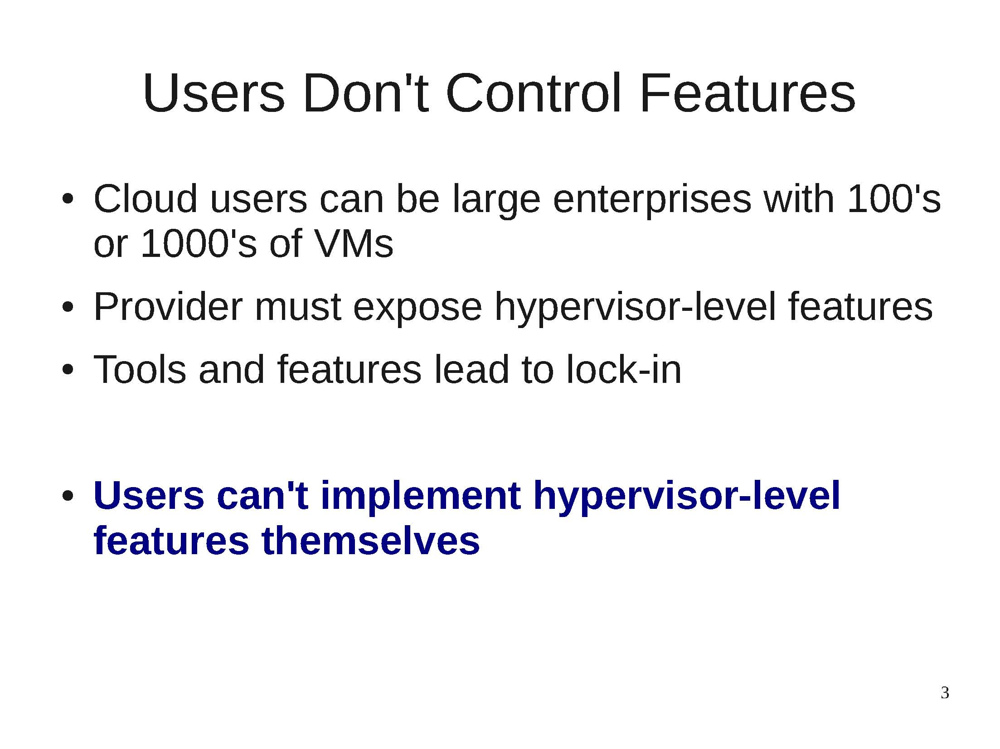 Users Don't Control Features
• Cloud users can be large enterprises with 100's
or 1000's of VMs
• Provider must expose hypervisor-level features
• Tools and features lead to lock-in
• Users can't implement hypervisor-level
features themselves
3